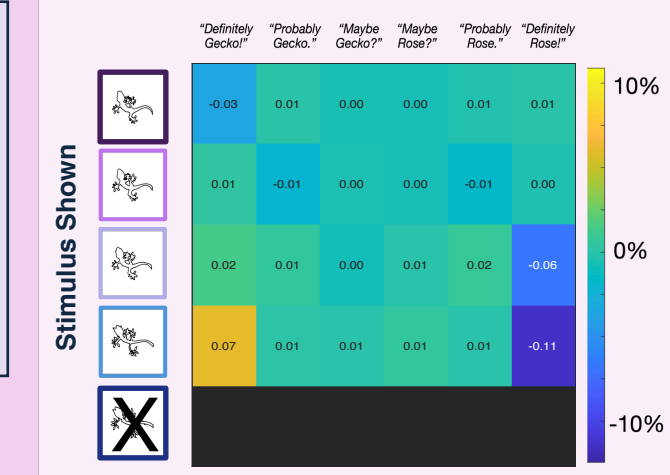 “Definitely “Probably “Maybe “Maybe “Probably “Definitely
Gecko!” Gecko.” Gecko?” Rose?” Rose.” Rose!”
Stimulus Shown
-0.03 0.01 0.00 0.00 0.01 0.01
0.01 -0.01 0.00 0.00 -0.01 0.00
0.02 0.01 0.00 0.01 0.02 -0.06
0.07 0.01 0.01 0.01 0.01 -0.11
X
10%
0%
-10%